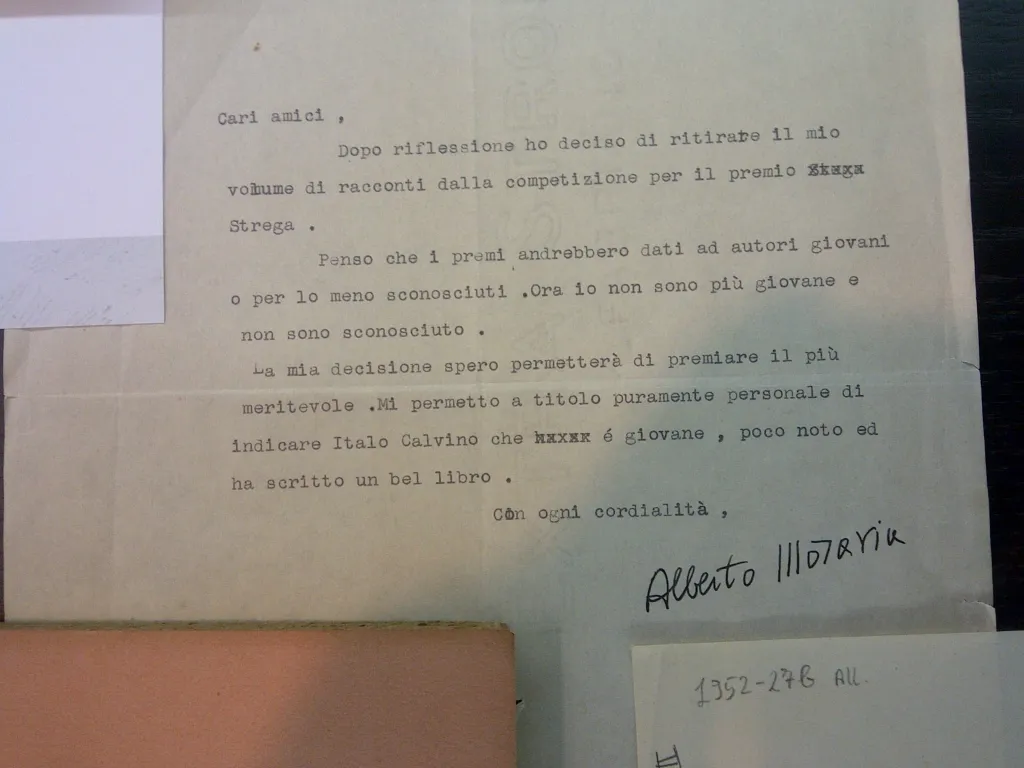 Cari amici ,
Dopo riflessione ho deciso di ritirare il mio
volume di racconti dalla competizione per il premio
Strega .
Penso che i premi andrebbero dati ad autori giovani
o per lo meno sconosciuti .Ora io non sono più giovane e
non sono sconosciuto .
La mia decisione spero permetterà di premiare il più
meritevole .Mi permetto a titolo puramente personale di
indicare Italo Calvino che é giovane , poco noto ed
ha scritto un bel libro .
Con ogni cordialità ,
Alberto Moravia
1952-27B All.